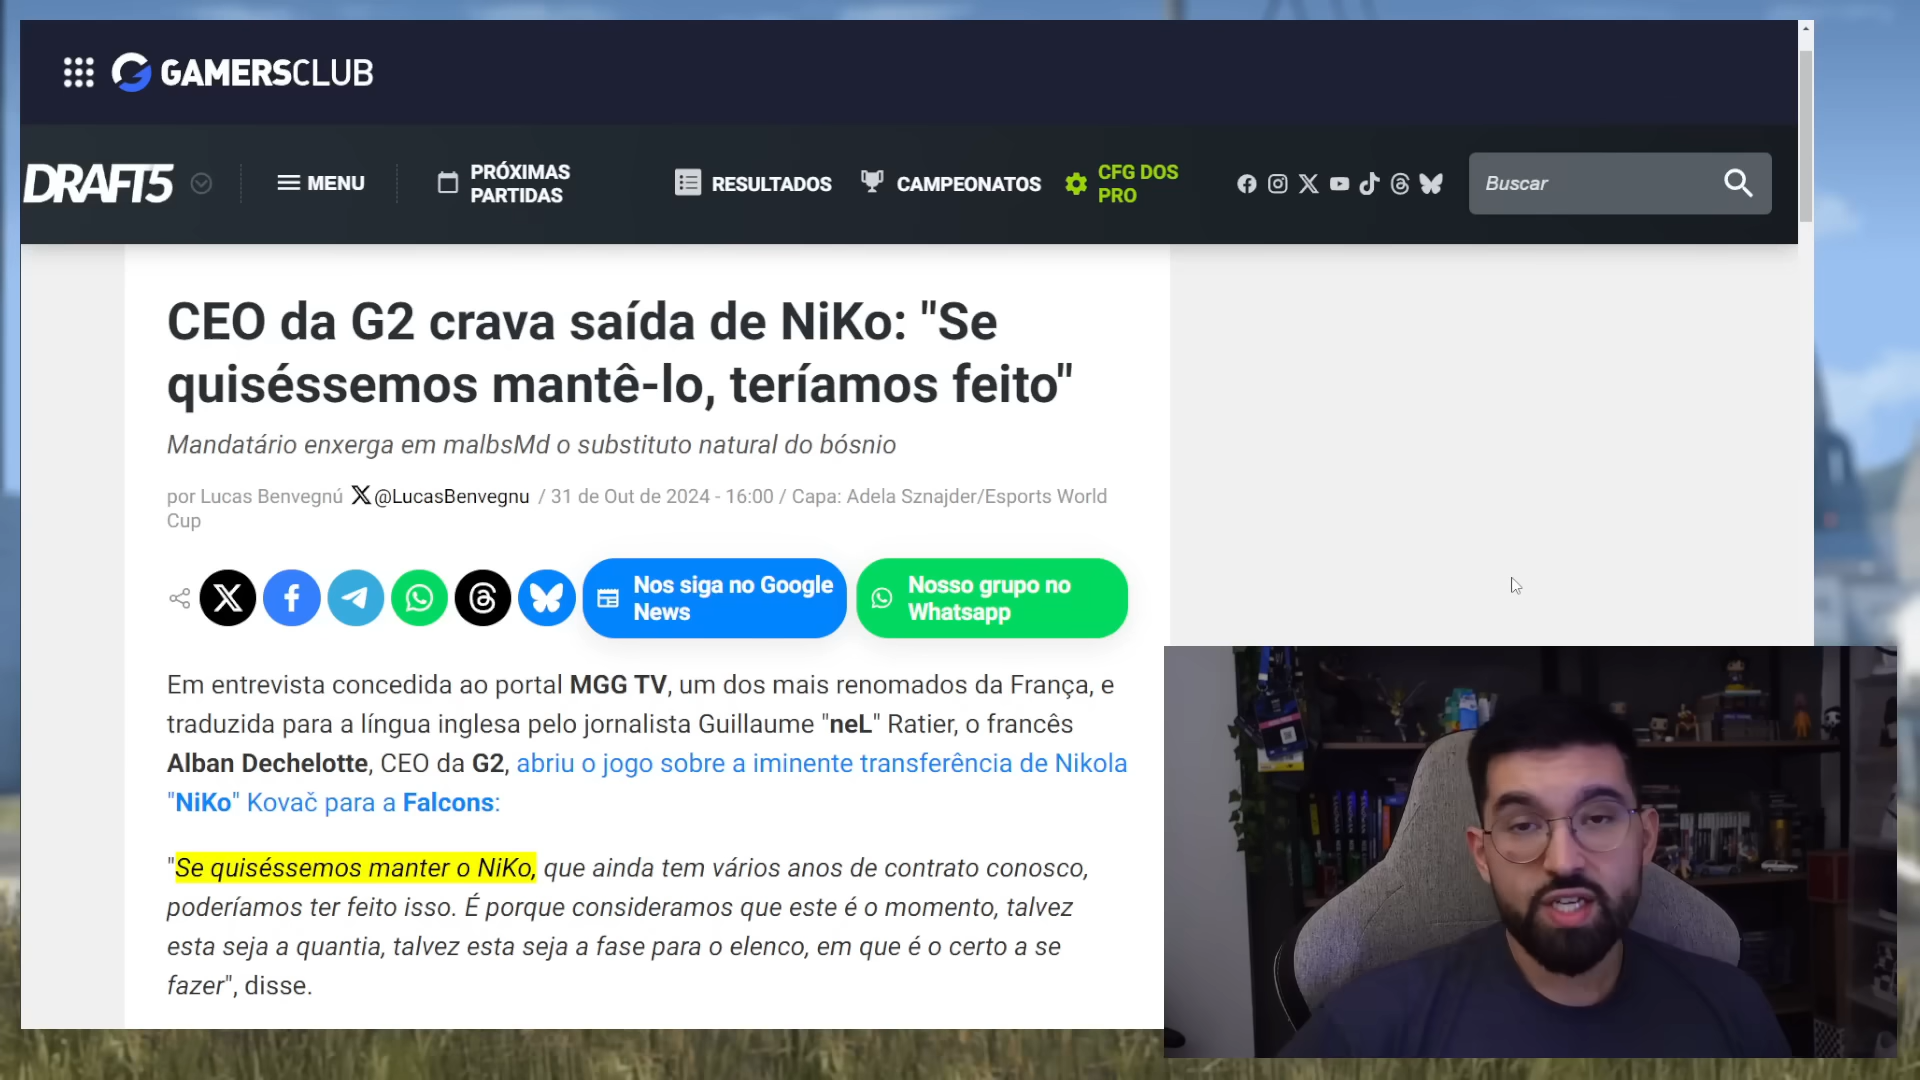 GAMERSCLUB
DRAFT5
MENU
PRÓXIMAS
PARTIDAS
RESULTADOS
CAMPEONATOS
CFG DOS
PRO
Buscar
CEO da G2 crava saída de NiKo: "Se
quiséssemos mantê-lo, teríamos feito"
Mandatário enxerga em malbsMd o substituto natural do bósnio
por Lucas Benvegnú @LucasBenvegnu / 31 de Out de 2024 - 16:00 / Capa: Adela Sznajder/Esports World
Cup
Nos siga no Google
News
Nosso grupo no
Whatsapp
Em entrevista concedida ao portal MGG TV, um dos mais renomados da França, e
traduzida para a língua inglesa pelo jornalista Guillaume "neL" Ratier, o francês
Alban Dechelotte, CEO da G2, abriu o jogo sobre a iminente transferência de Nikola
"NiKo" Kovač para a Falcons:
"Se quiséssemos manter o NiKo, que ainda tem vários anos de contrato conosco,
poderíamos ter feito isso. É porque consideramos que este é o momento, talvez
esta seja a quantia, talvez esta seja a fase para o elenco, em que é o certo a se
fazer", disse.